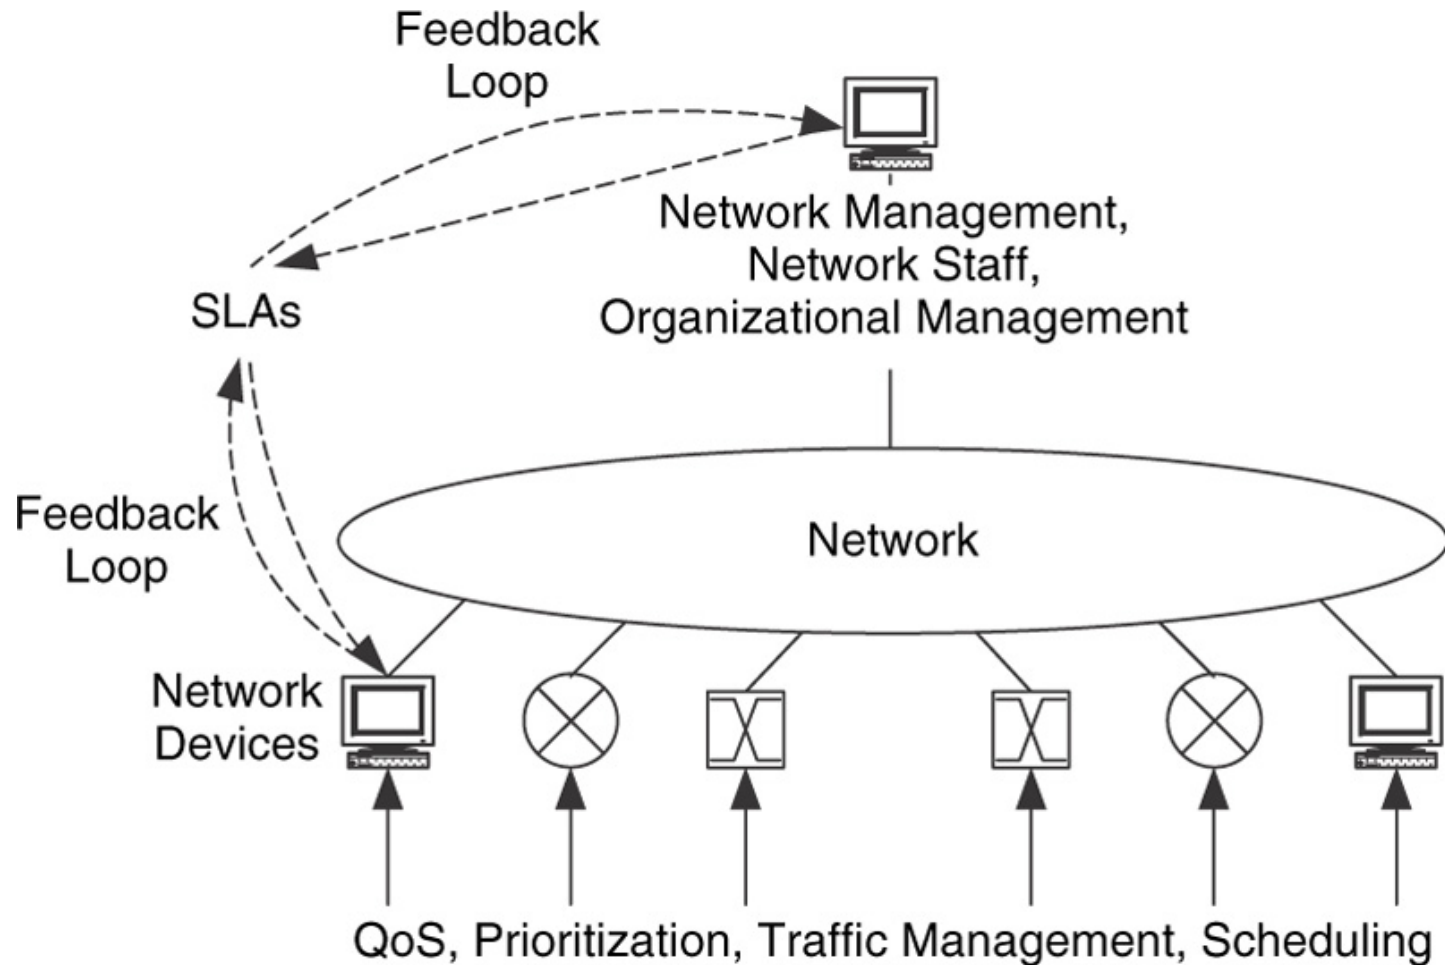 Feedback
Loop
Network Management,
Network Staff,
Organizational Management
SLAs
Network
Feedback
Loop
Network
Devices
QoS, Prioritization, Traffic Management, Scheduling